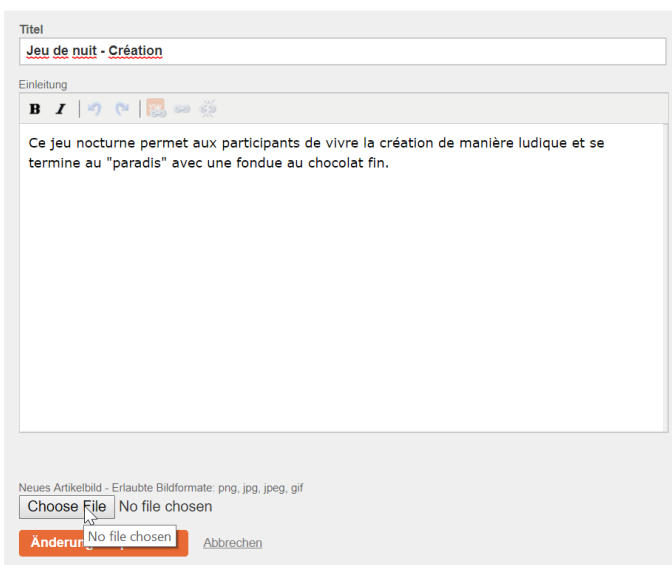 Titel
Jeu de nuit - Création
Einleitung
B I
Ce jeu nocturne permet aux participants de vivre la création de manière ludique et se
termine au "paradis" avec une fondue au chocolat fin.
Neues Artikelbild - Erlaubte Bildformate: png, jpg, jpeg, gif
Choose File No file chosen
No file chosen
Abbrechen